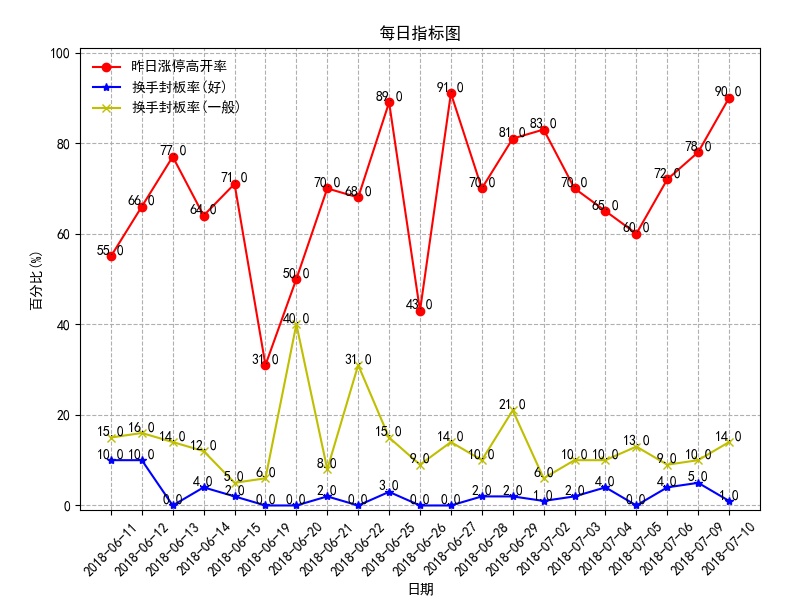 每日指标图
昨日涨停高开率
换手封板率(好)
换手封板率(一般)
百分比(%)
100
80
60
40
20
0
55.0 66.0 77.0 64.0 71.0 31.0 50.0 70.0 68.0 89.0 43.0 91.0 70.0 81.0 83.0 70.0 65.0 60.0 72.0 78.0 90.0
15.0 16.0 14.0 12.0 5.0 6.0 40.0 8.0 31.0 15.0 9.0 14.0 10.0 21.0 6.0 10.0 10.0 13.0 9.0 10.0 14.0
10.0 10.0 0.0 4.0 2.0 0.0 0.0 2.0 0.0 3.0 0.0 0.0 2.0 2.0 1.0 2.0 4.0 0.0 4.0 5.0 1.0
2018-06-11 2018-06-12 2018-06-13 2018-06-14 2018-06-15 2018-06-19 2018-06-20 2018-06-21 2018-06-22 2018-06-25 2018-06-26 2018-06-27 2018-06-28 2018-06-29 2018-07-02 2018-07-03 2018-07-04 2018-07-05 2018-07-06 2018-07-09 2018-07-10
日期